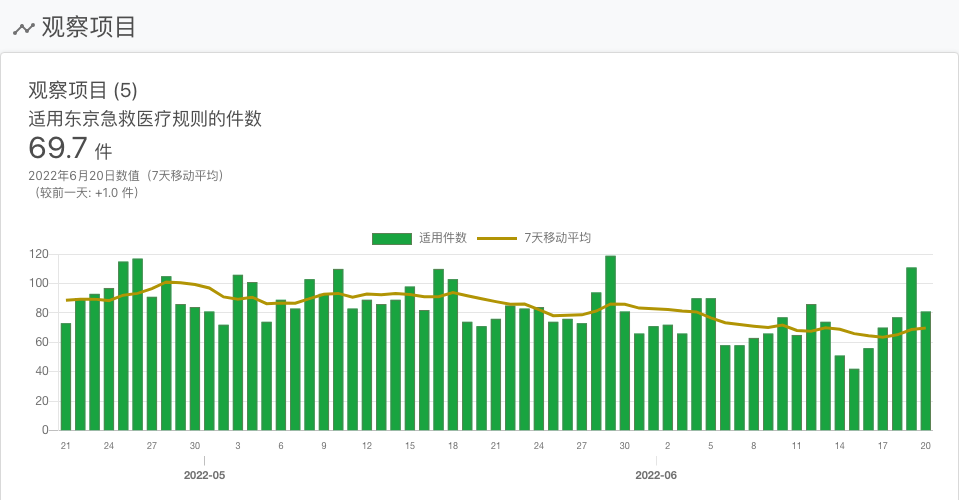 观察项目
观察项目 (5)
适用东京急救医疗规则的件数
69.7 件
2022年6月20日数值（7天移动平均）
（较前一天: +1.0 件）
适用件数 7天移动平均
120
100
80
60
40
20
0
21 24 27 30 3 6 9 12 15 18 21 24 27 30 2 5 8 11 14 17 20
2022-05 2022-06